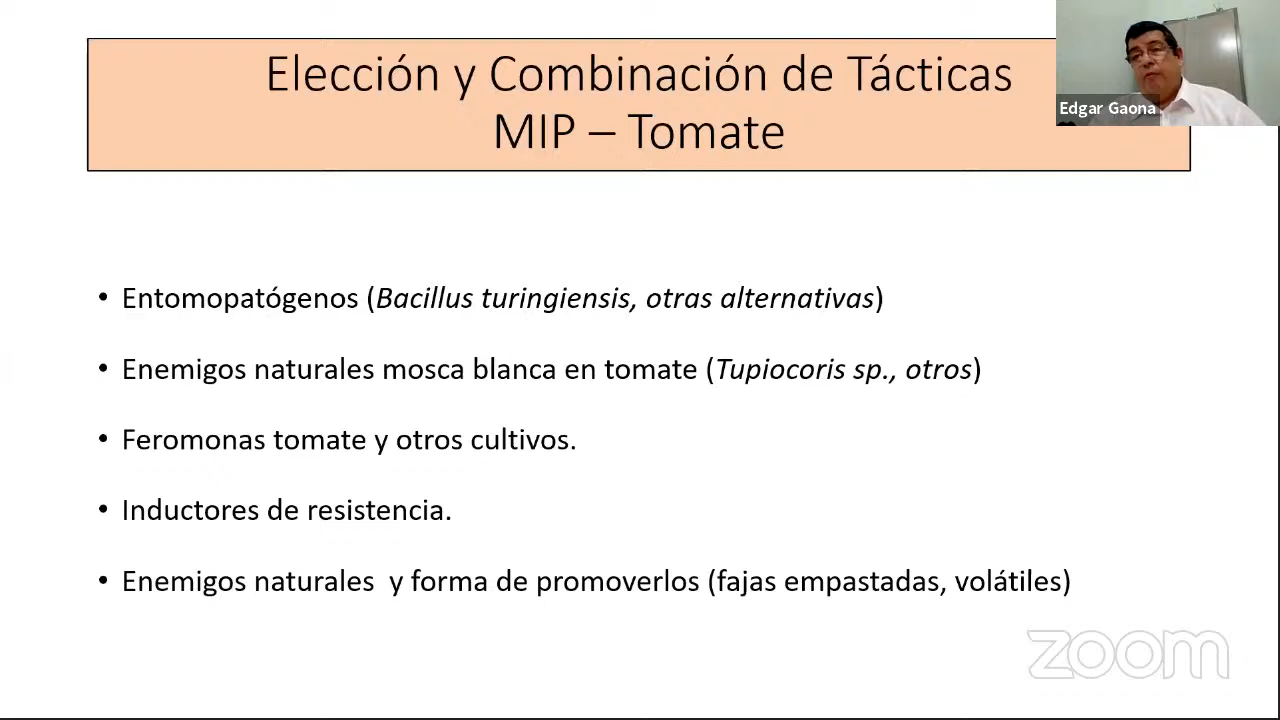 Elección y Combinación de Tácticas
MIP – Tomate
Edgar Gaona
• Entomopatógenos (Bacillus turingiensis, otras alternativas)
• Enemigos naturales mosca blanca en tomate (Tupiocoris sp., otros)
• Feromonas tomate y otros cultivos.
• Inductores de resistencia.
• Enemigos naturales  y forma de promoverlos (fajas empastadas, volátiles)
zoom